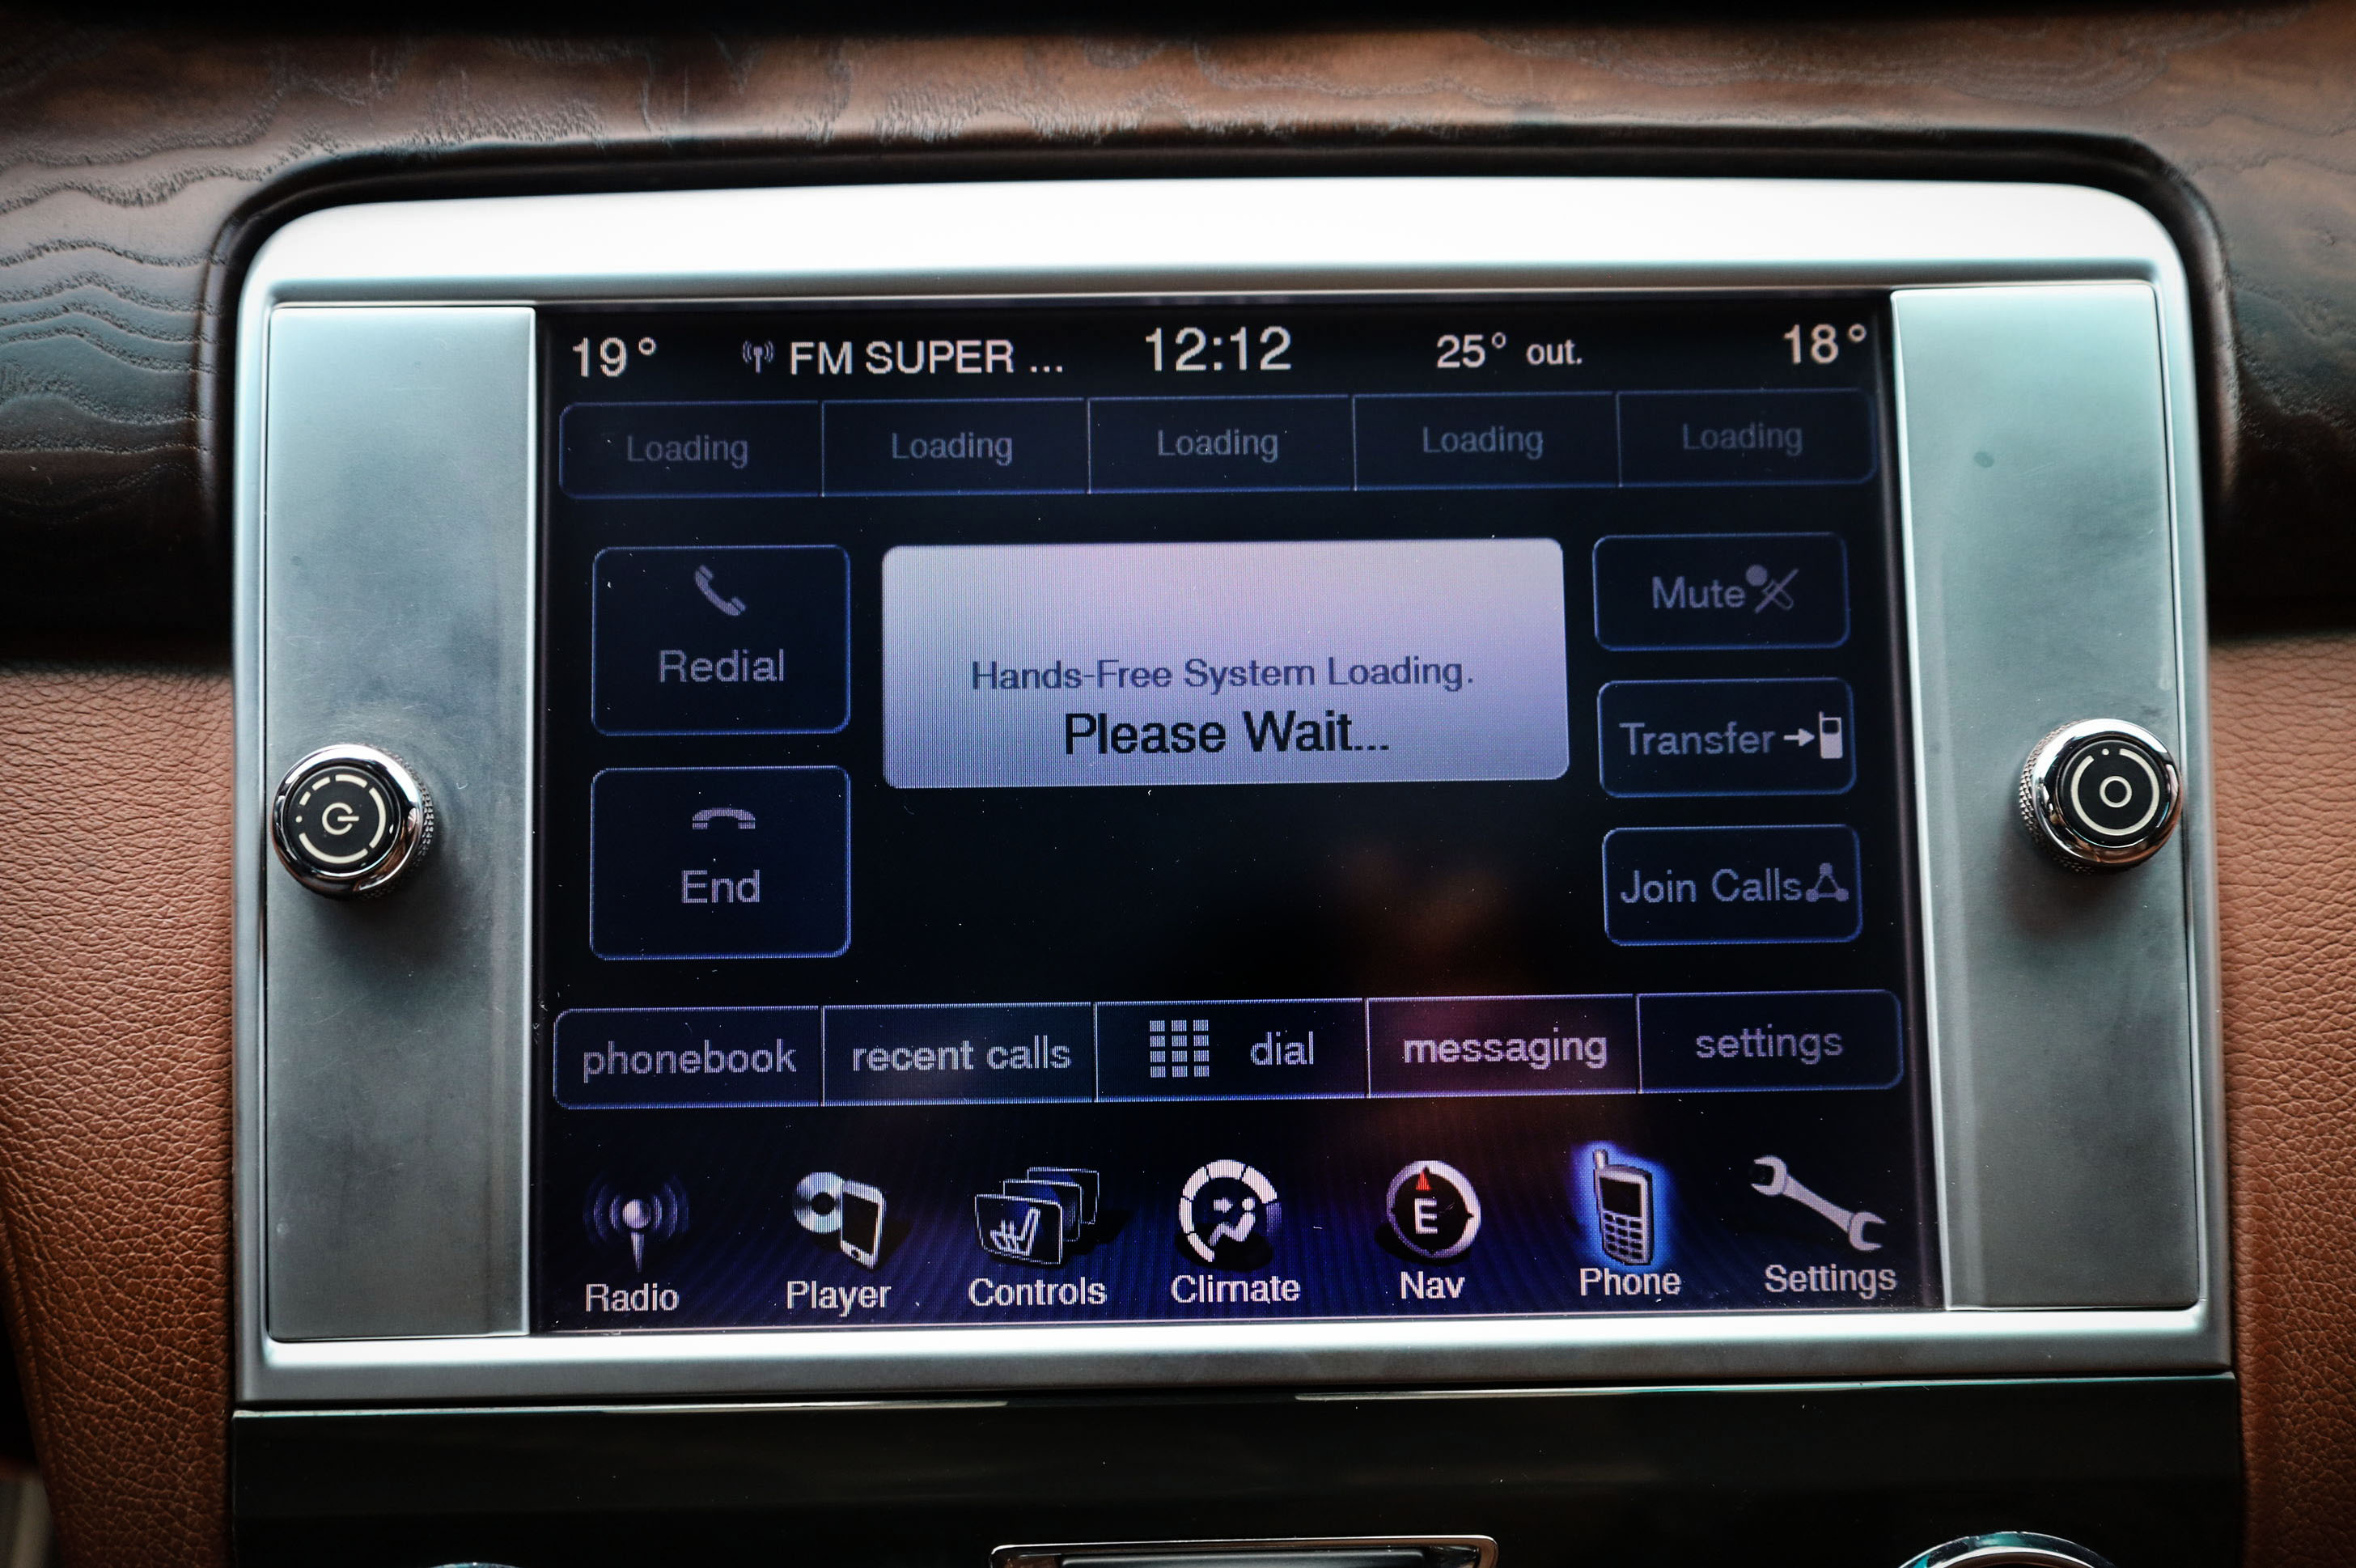 19° FM SUPER ... 12:12 25° out. 18°
Loading Loading Loading Loading Loading
Redial
Hands-Free System Loading.
Please Wait...
Mute
Transfer
End
Join Calls
phonebook recent calls dial messaging settings
E
Radio Player Controls Climate Nav Phone Settings